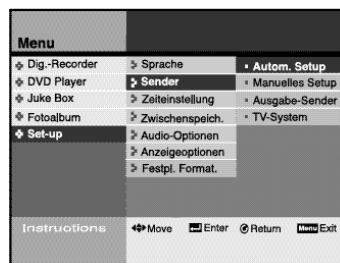 Menu
Dig.-Recorder
DVD Player
Juke Box
Fotoalbum
Set-up
Sprache
Sender
Zeiteinstellung
Zwischenspeich.
Audio-Optionen
Anzeigeoptionen
Festpl. Format.
Autom. Setup
Manuelles Setup
Ausgabe-Sender
TV-System
Instructions Move Enter Return Menu Exit